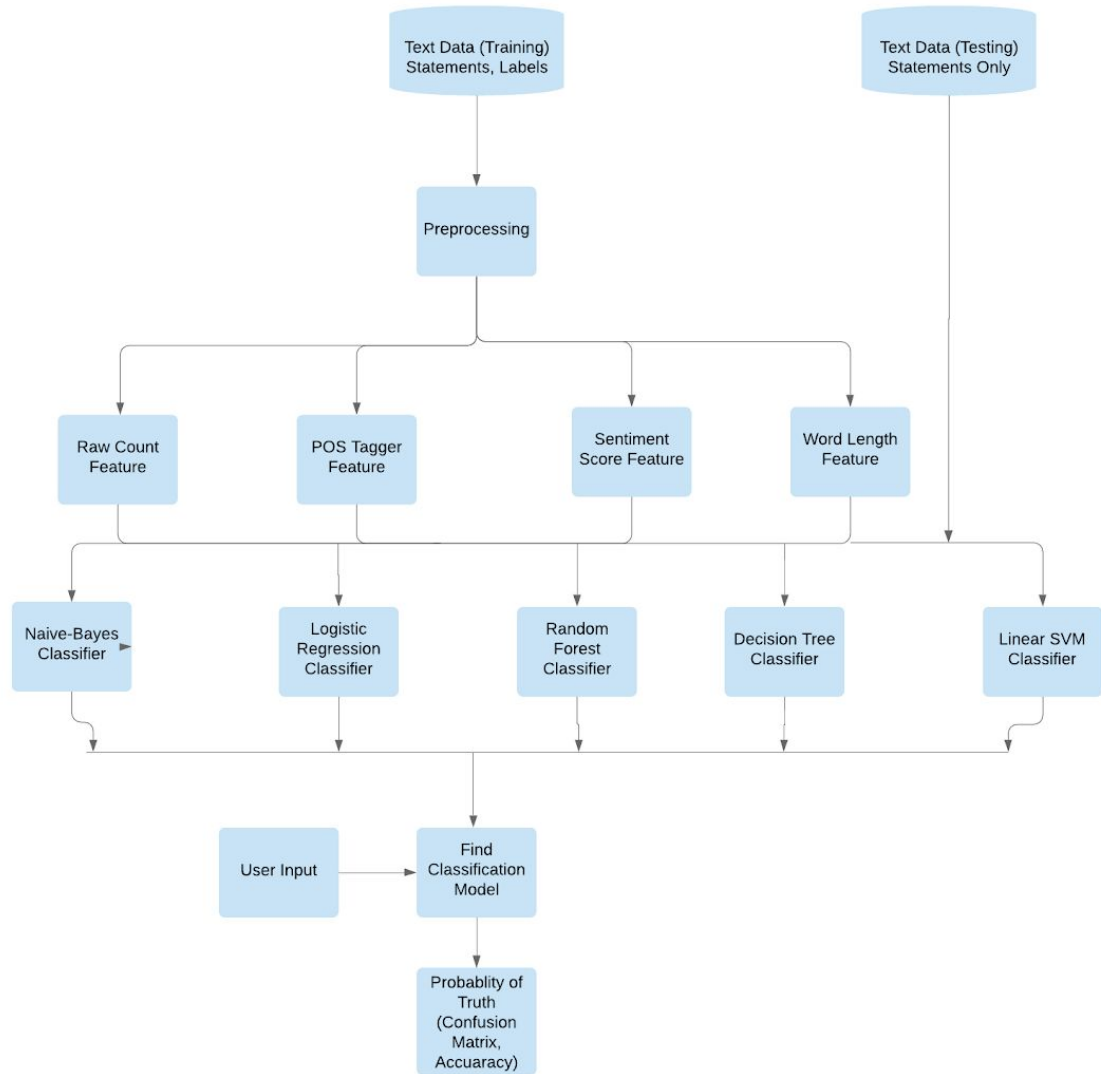 Text Data (Training)
Statements, Labels
Text Data (Testing)
Statements Only
Preprocessing
Raw Count
Feature
POS Tagger
Feature
Sentiment
Score Feature
Word Length
Feature
Naive-Bayes
Classifier
Logistic
Regression
Classifier
Random
Forest
Classifier
Decision Tree
Classifier
Linear SVM
Classifier
User Input
Find
Classification
Model
Probablity of
Truth
(Confusion
Matrix,
Accuaracy)